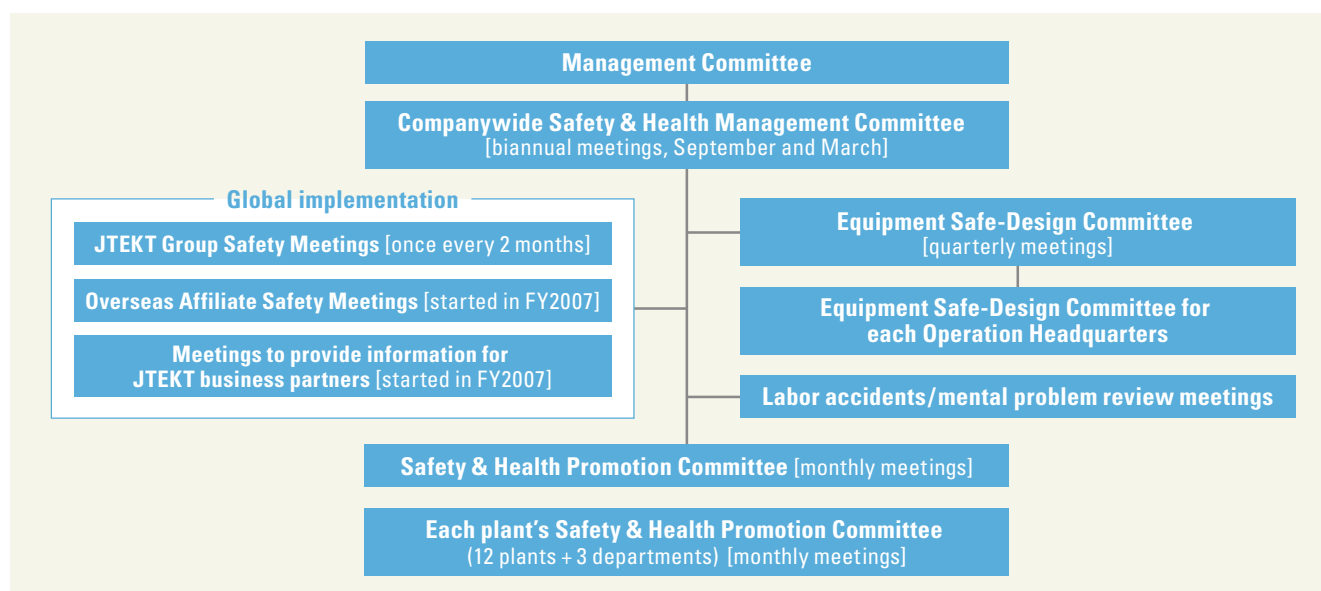 Management Committee
Companywide Safety & Health Management Committee
[biannual meetings, September and March]
Global implementation
JTEKT Group Safety Meetings [once every 2 months]
Overseas Affiliate Safety Meetings [started in FY2007]
Meetings to provide information for
JTEKT business partners [started in FY2007]
Equipment Safe-Design Committee
[quarterly meetings]
Equipment Safe-Design Committee for
each Operation Headquarters
Labor accidents/mental problem review meetings
Safety & Health Promotion Committee [monthly meetings]
Each plant’s Safety & Health Promotion Committee
(12 plants + 3 departments) [monthly meetings]